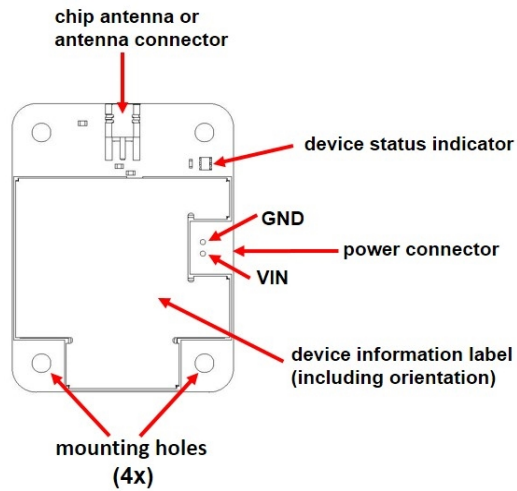 chip antenna or
antenna connector
device status indicator
GND
power connector
VIN
device information label
(including orientation)
mounting holes
(4x)